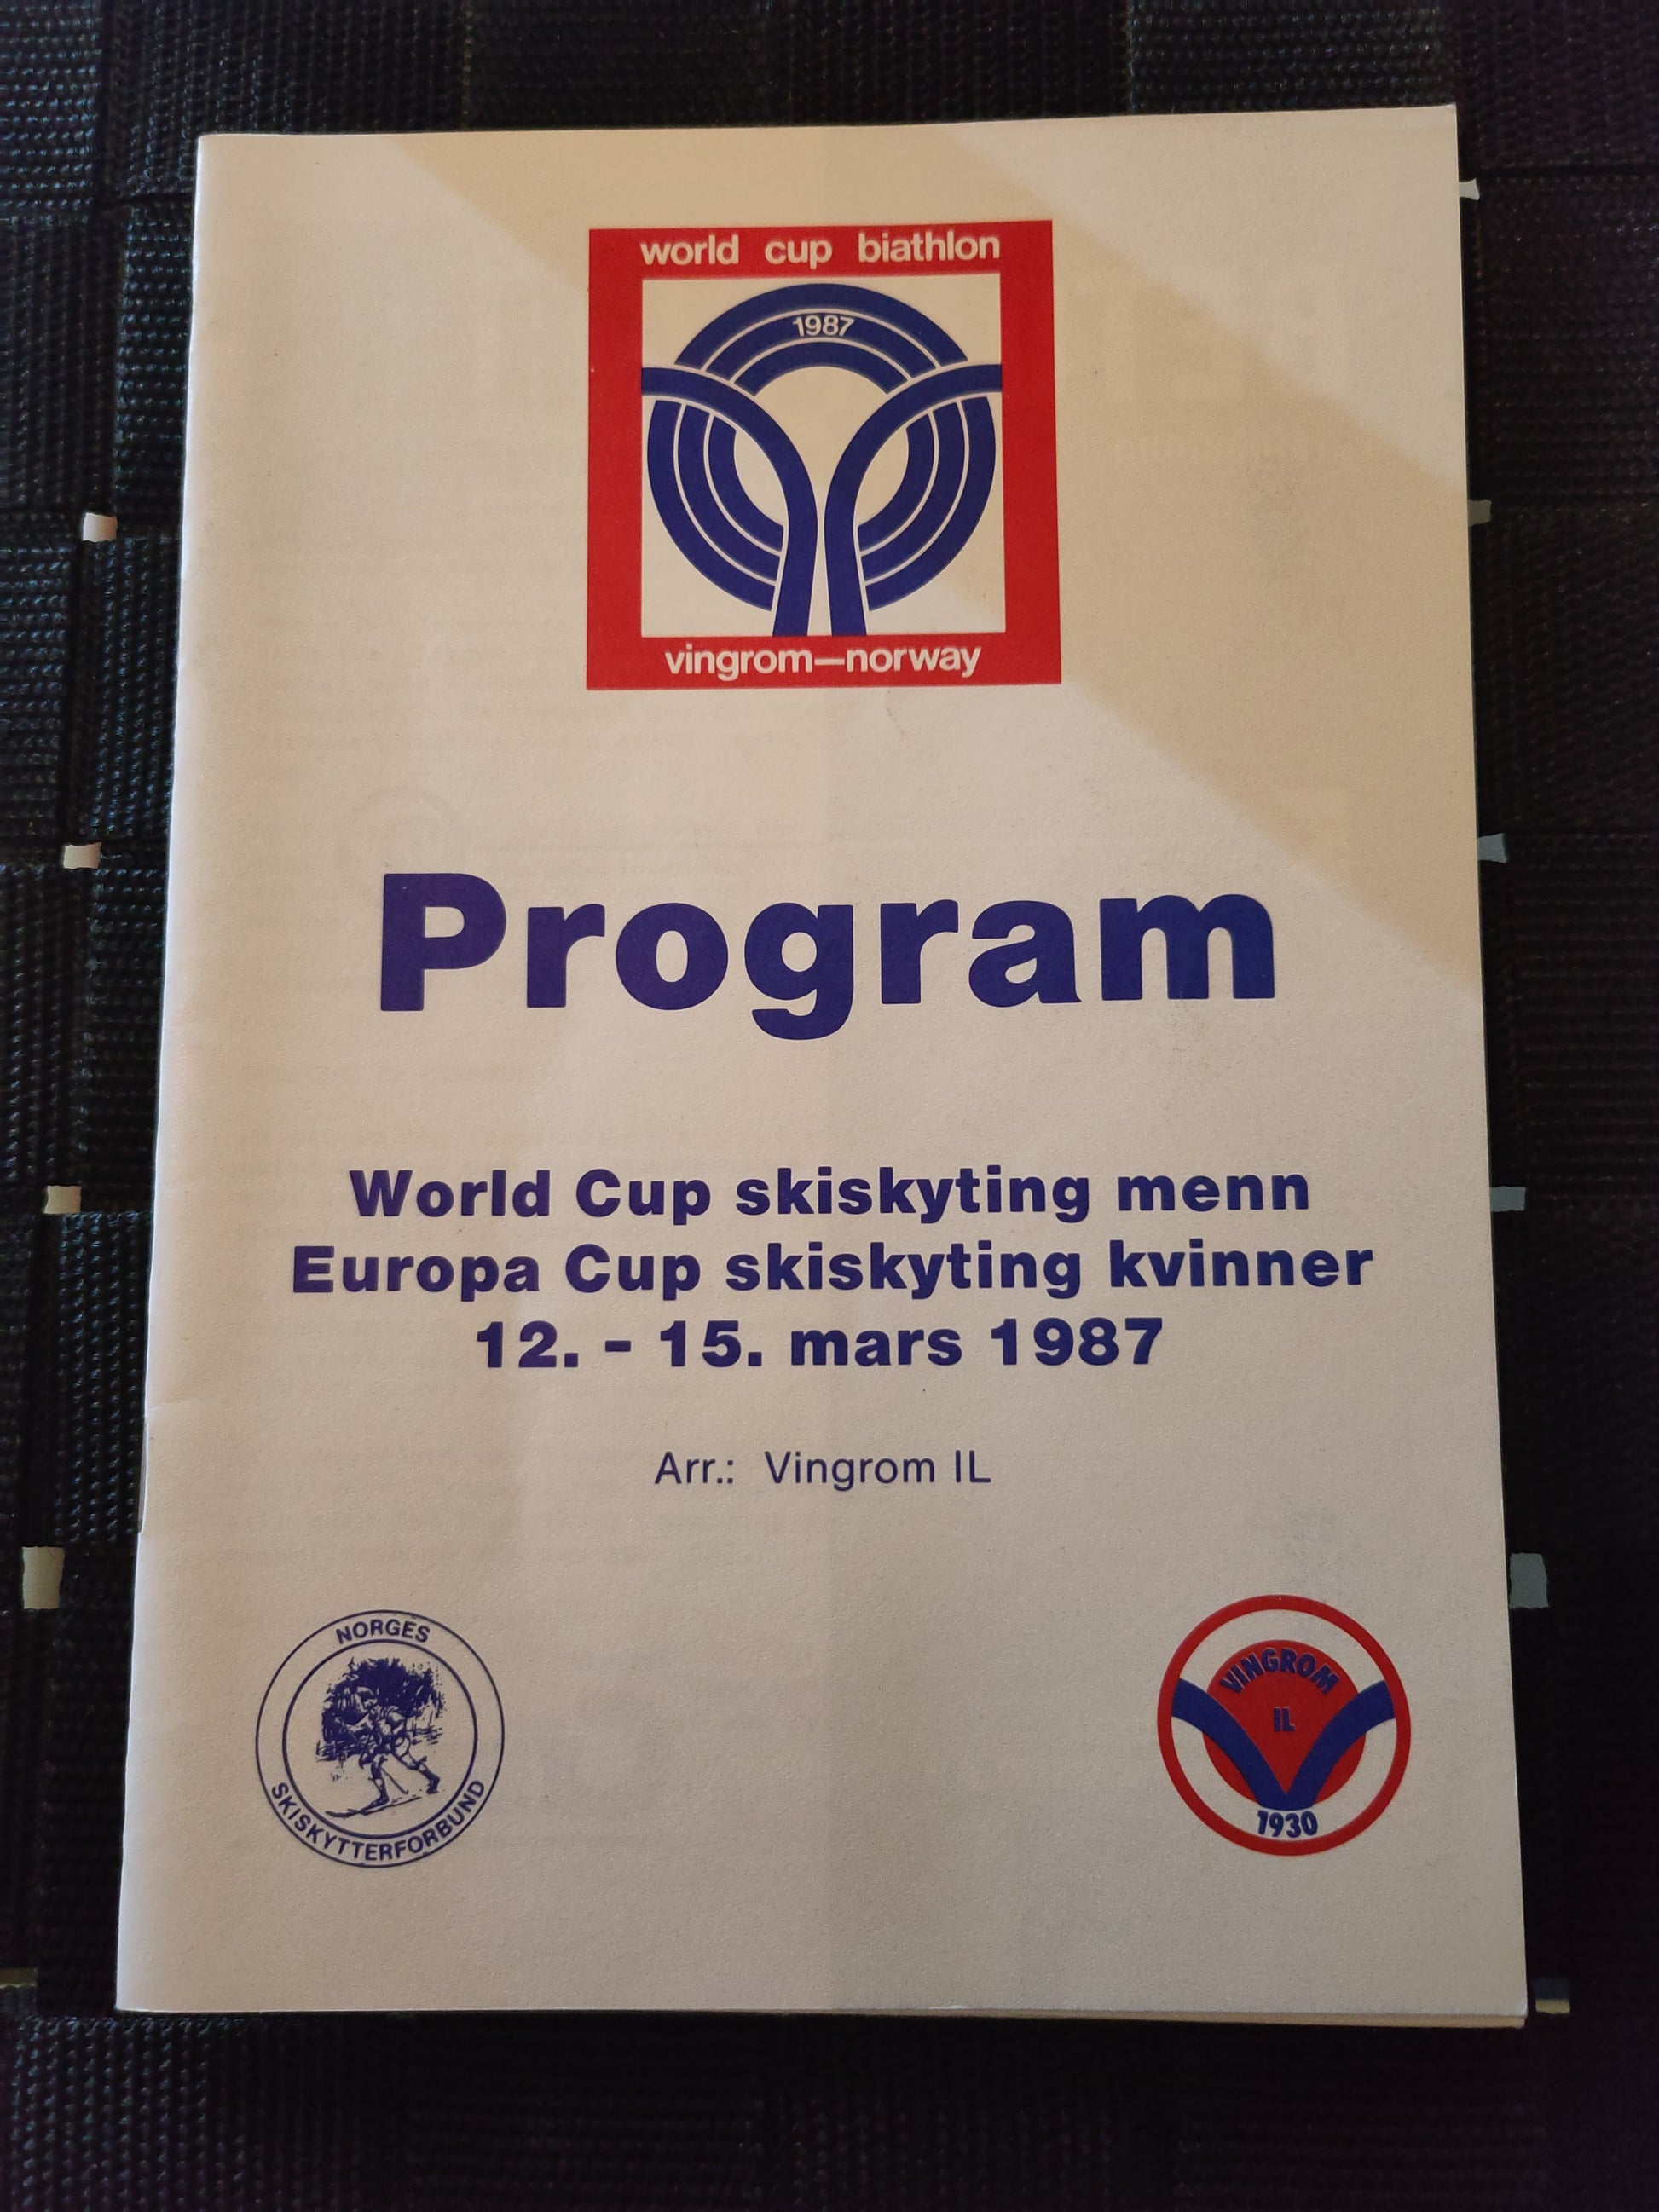 world cup biathlon
1987
vingrom—norway
Program
World Cup skiskyting menn
Europa Cup skiskyting kvinner
12. - 15. mars 1987
Arr.: Vingrom IL
NORGES
SKISKYTTERFORBUND
VINGROM
IL
1930